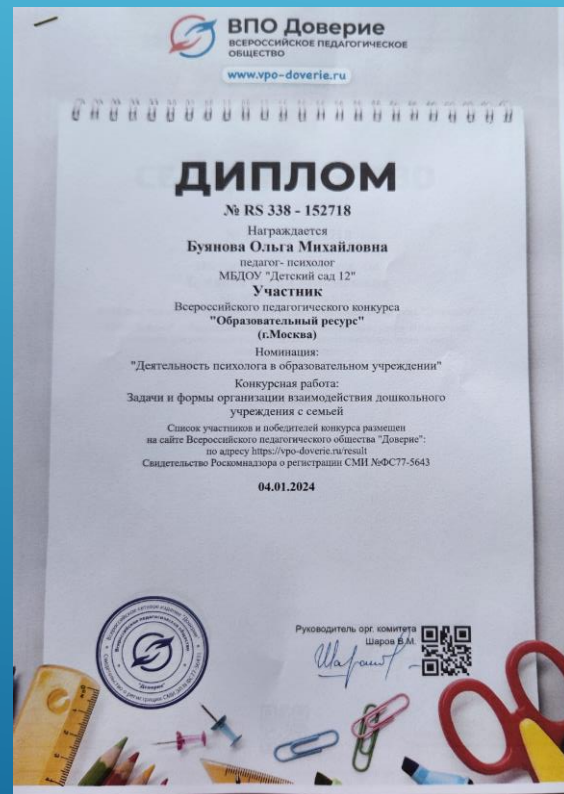 ВПО Доверие
ВСЕРОССИЙСКОЕ ПЕДАГОГИЧЕСКОЕ
ОБЩЕСТВО
www.vpo-doverie.ru
ДИПЛОМ
№ RS 338 - 152718
Награждается
Буянова Ольга Михайловна
педагог- психолог
МБДОУ "Детский сад 12"
Участник
Всероссийского педагогического конкурса
"Образовательный ресурс"
(г.Москва)
Номинация:
"Деятельность психолога в образовательном учреждении"
Конкурсная работа:
Задачи и формы организации взаимодействия дошкольного
учреждения с семьей
Список участников и победителей конкурса размещен
на сайте Всероссийского педагогического общества "Доверие":
по адресу https://vpo-doverie.ru/result
Свидетельство Роскомнадзора о регистрации СМИ №ФС77-5643
04.01.2024
Руководитель орг. комитета
Шаров В.М.
"Доверие"